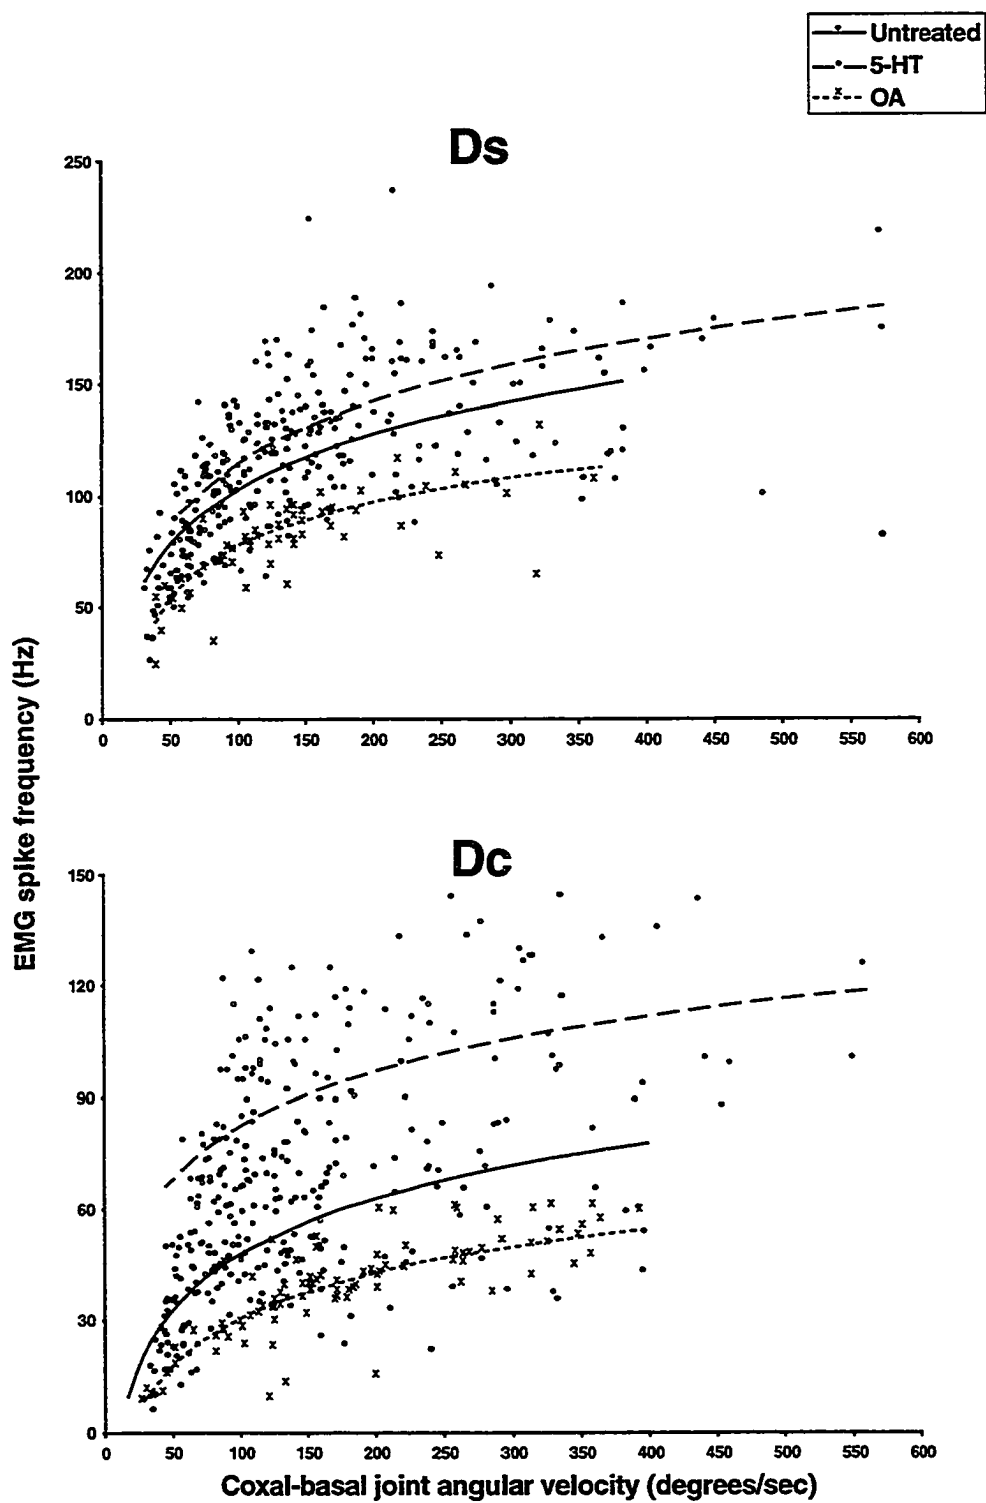 Untreated
5-HT
OA
Ds
250
200
150
100
50
0
0 50 100 150 200 250 300 350 400 450 500 550 600
EMG spike frequency (Hz)
Dc
150
120
90
60
30
0
0 50 100 150 200 250 300 350 400 450 500 550 600
Coxal-basal joint angular velocity (degrees/sec)